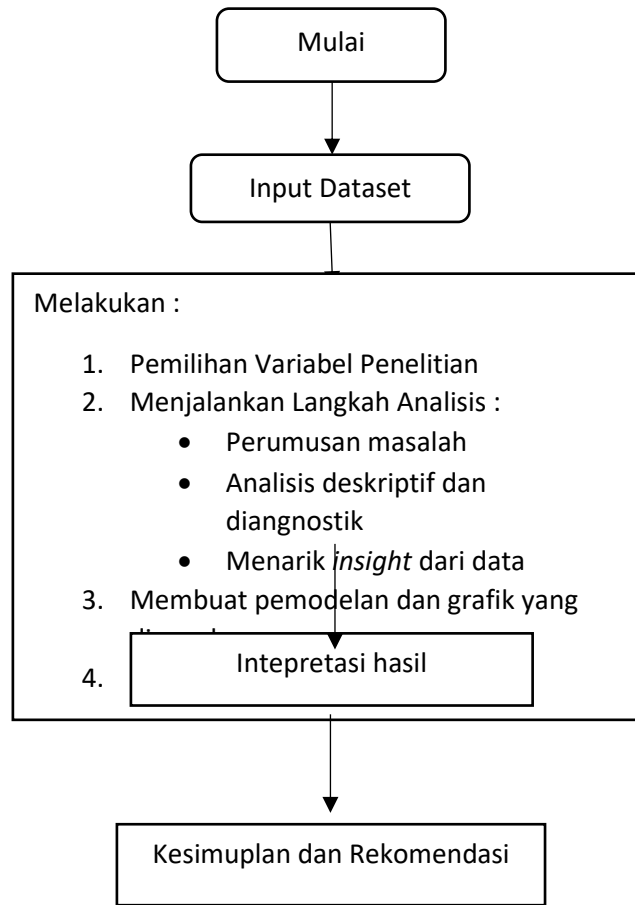 Mulai
Input Dataset
Melakukan :
1. Pemilihan Variabel Penelitian
2. Menjalankan Langkah Analisis :
• Perumusan masalah
• Analisis deskriptif dan
diangnostik
• Menarik insight dari data
3. Membuat pemodelan dan grafik yang
4.
Intepretasi hasil
Kesimuplan dan Rekomendasi